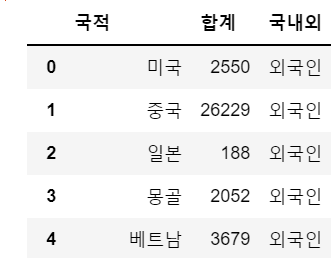 국적 합계 국내외
0 미국 2550 외국인
1 중국 26229 외국인
2 일본 188 외국인
3 몽골 2052 외국인
4 베트남 3679 외국인